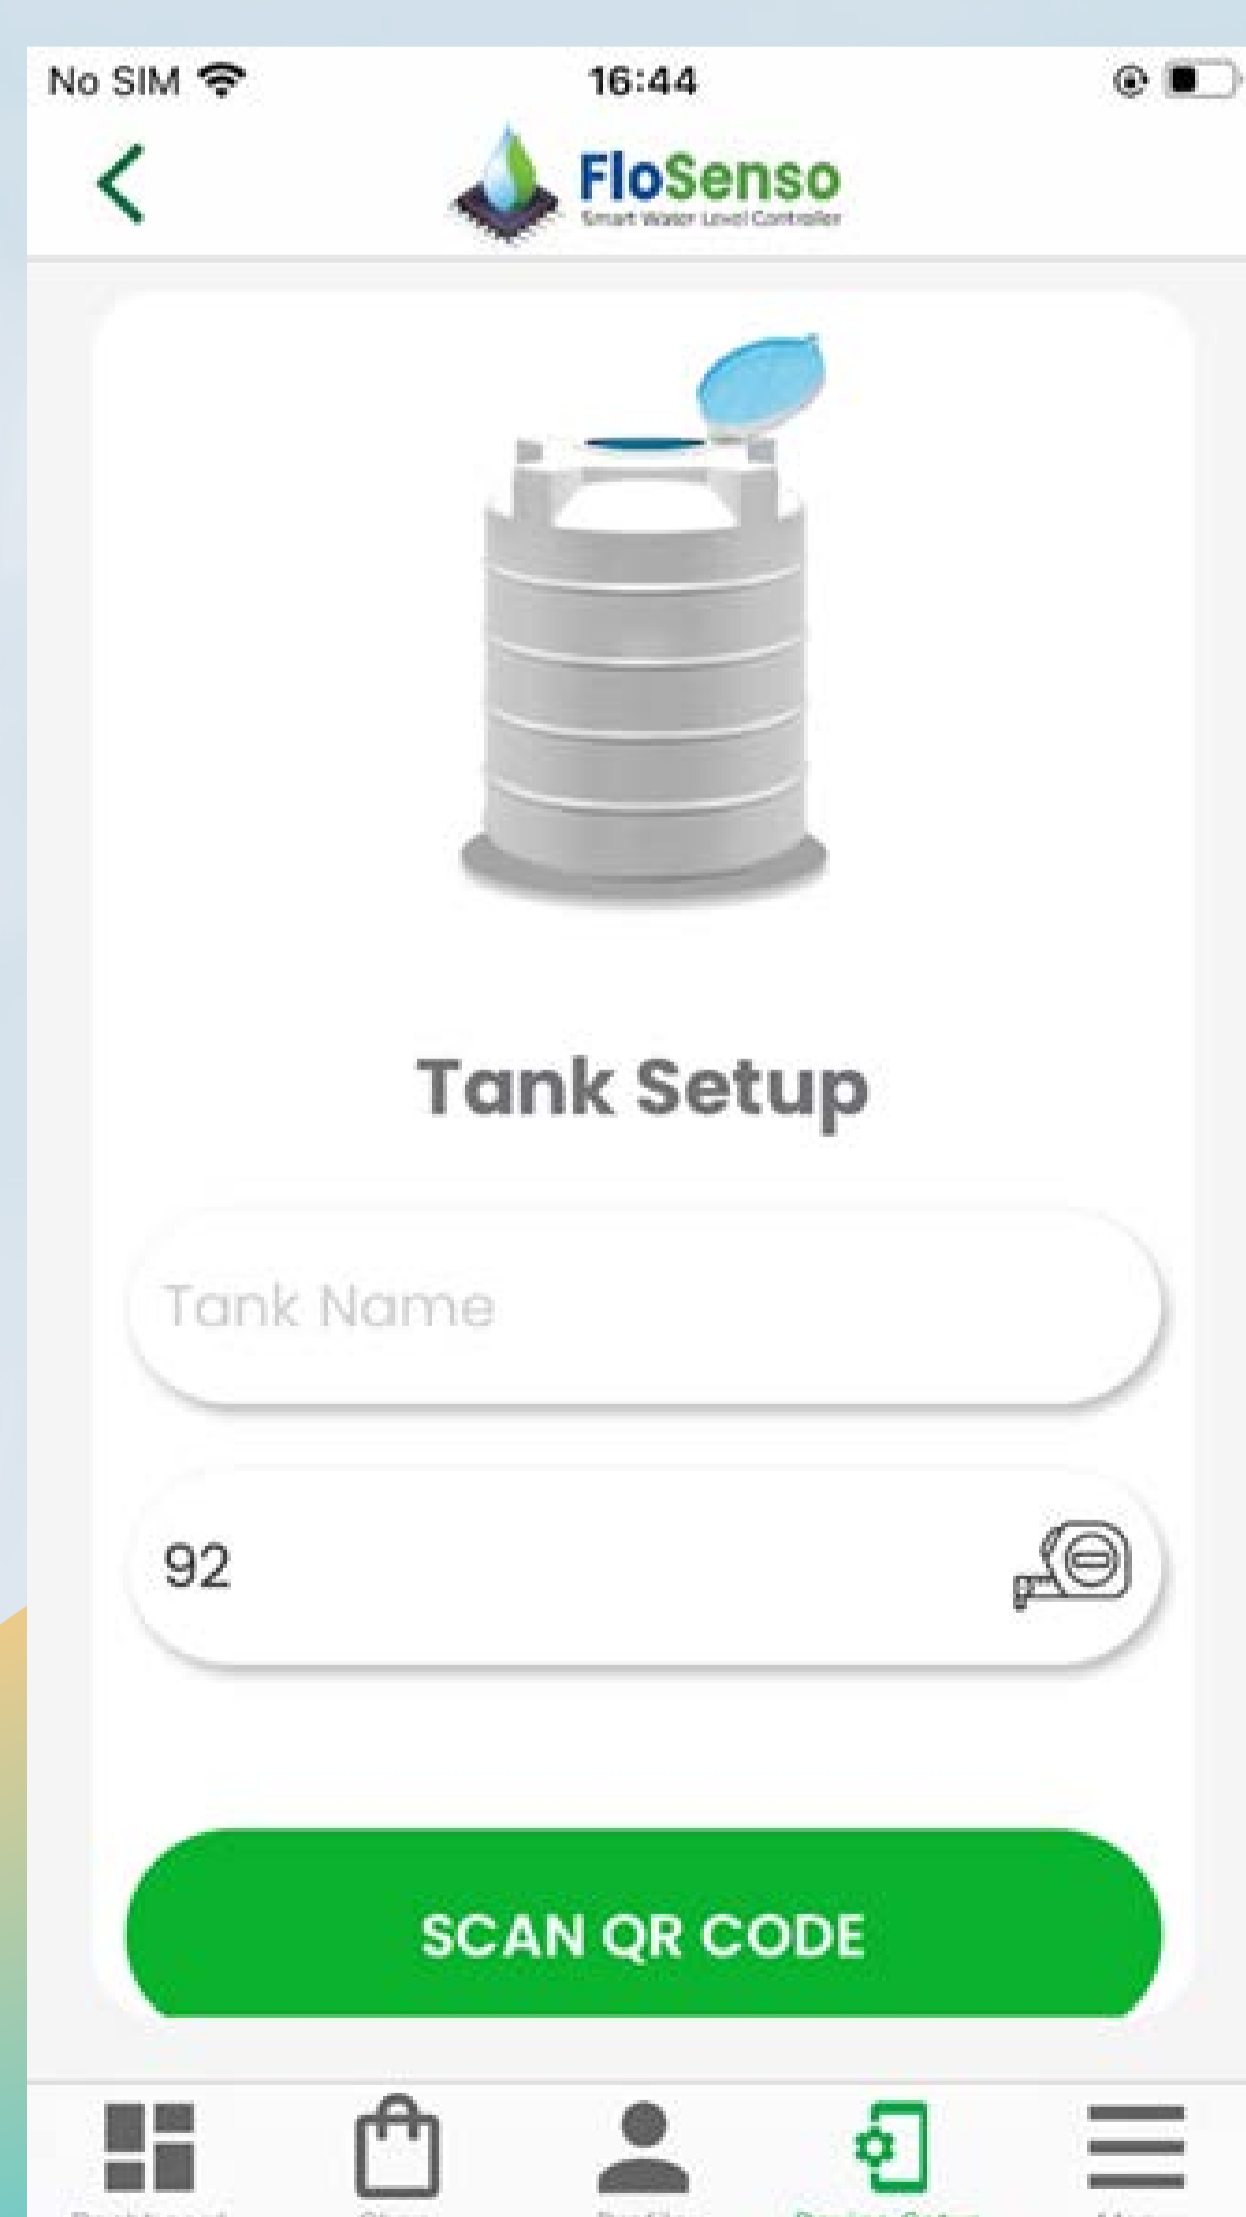 No SIM
16:44
FloSenso
Smart Water Level Controller
Tank Setup
Tank Name
92
SCAN QR CODE